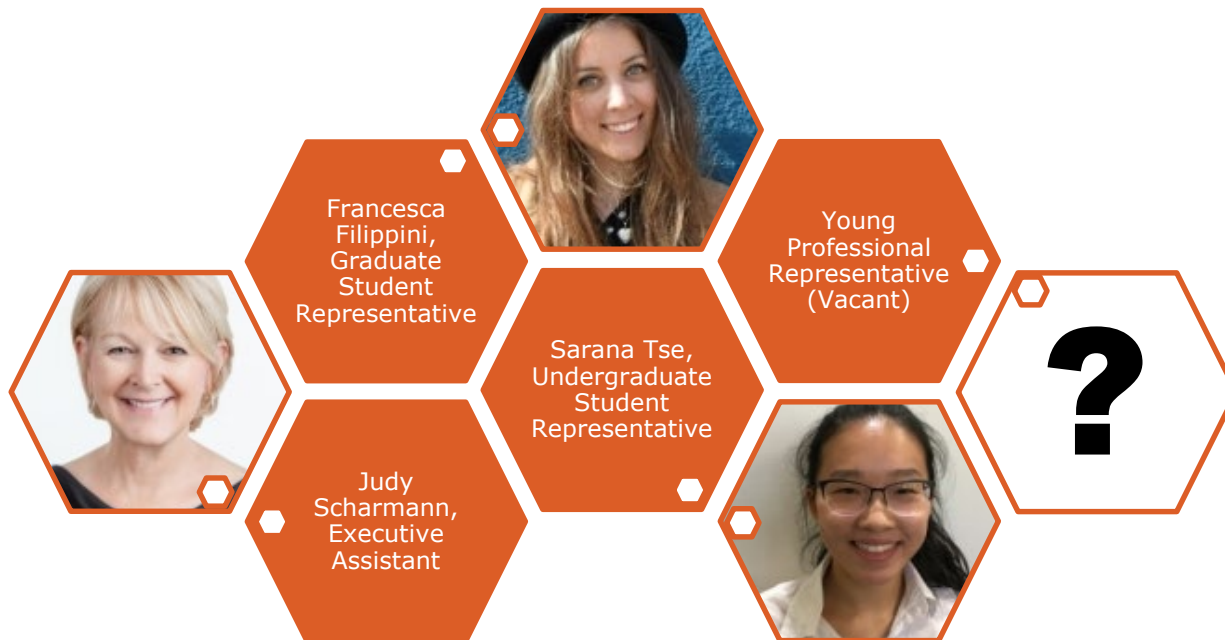 Francesca
Filippini,
Graduate
Student
Representative
Young
Professional
Representative
(Vacant)
Sarana Tse,
Undergraduate
Student
Representative
Judy
Scharmann,
Executive
Assistant
?